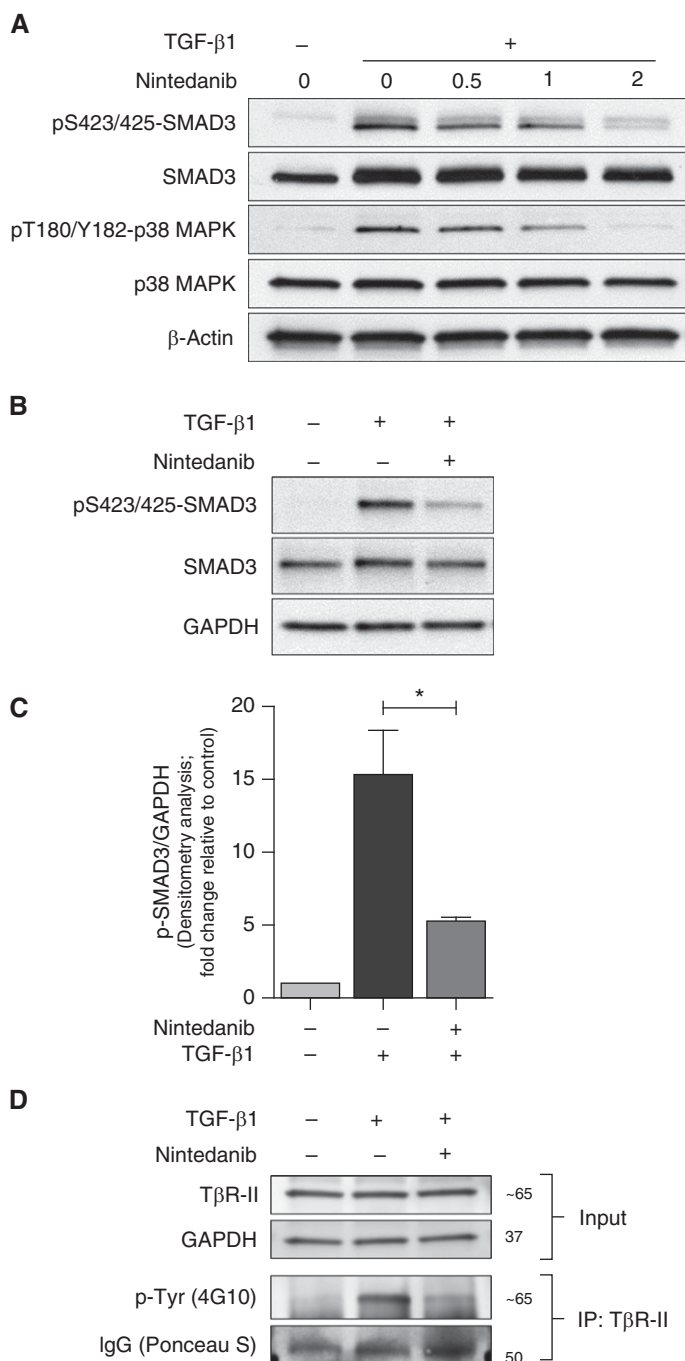 A
TGF-β1 – +
Nintedanib 0 0 0.5 1 2
pS423/425-SMAD3
SMAD3
pT180/Y182-p38 MAPK
p38 MAPK
β-Actin
B
TGF-β1 – + +
Nintedanib – – +
pS423/425-SMAD3
SMAD3
GAPDH
C
p-SMAD3/GAPDH
(Densitometry analysis;
fold change relative to control)
20
15
10
5
0
*
Nintedanib – – +
TGF-β1 – + +
D
TGF-β1 – + +
Nintedanib – – +
TβR-II ~65
GAPDH 37
Input
p-Tyr (4G10) ~65
IgG (Ponceau S) 50
IP: TβR-II